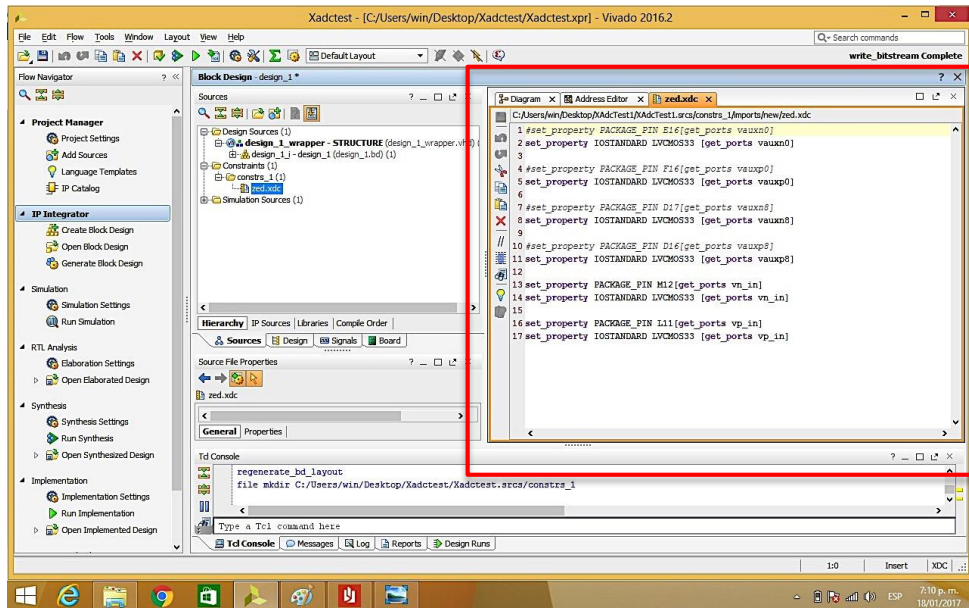 Xadctest - [C:/Users/win/Desktop/Xadctest/Xadctest.xpr] - Vivado 2016.2
File Edit Flow Tools Window Layout View Help
Search commands
Default Layout
write_bitstream Complete
Flow Navigator
Project Manager
Project Settings
Add Sources
Language Templates
IP Catalog
IP Integrator
Create Block Design
Open Block Design
Generate Block Design
Simulation
Simulation Settings
Run Simulation
RTL Analysis
Elaboration Settings
Open Elaborated Design
Synthesis
Synthesis Settings
Run Synthesis
Open Synthesized Design
Implementation
Implementation Settings
Run Implementation
Open Implemented Design
Block Design - design_1 *
Sources
Design Sources (1)
design_1_wrapper - STRUCTURE (design_1_wrapper.vhd) (
design_1_i - design_1 (design_1.bd) (1)
Constraints (1)
constrs_1 (1)
zed.xdc
Simulation Sources (1)
Hierarchy IP Sources Libraries Compile Order
Sources Design Signals Board
Source File Properties
zed.xdc
General Properties
Diagram Address Editor zed.xdc
C:/Users/win/Desktop/XAdcTest1/XAdcTest1.srcs/constrs_1/imports/new/zed.xdc
1 #set_property PACKAGE_PIN E16[get_ports vauxn0]
2 set_property IOSTANDARD LVCMOS33 [get_ports vauxn0]
3
4 #set_property PACKAGE_PIN F16[get_ports vauxp0]
5 set_property IOSTANDARD LVCMOS33 [get_ports vauxp0]
6
7 #set_property PACKAGE_PIN D17[get_ports vauxn8]
8 set_property IOSTANDARD LVCMOS33 [get_ports vauxn8]
9
10 #set_property PACKAGE_PIN D16[get_ports vauxp8]
11 set_property IOSTANDARD LVCMOS33 [get_ports vauxp8]
12
13 set_property PACKAGE_PIN M12[get_ports vn_in]
14 set_property IOSTANDARD LVCMOS33 [get_ports vn_in]
15
16 set_property PACKAGE_PIN L11[get_ports vp_in]
17 set_property IOSTANDARD LVCMOS33 [get_ports vp_in]
Tcl Console
regenerate_bd_layout
file mkdir C:/Users/win/Desktop/Xadctest/Xadctest.srcs/constrs_1
Type a Tcl command here
Tcl Console Messages Log Reports Design Runs
1:0 Insert XDC
ESP
7:10 p. m.
18/01/2017